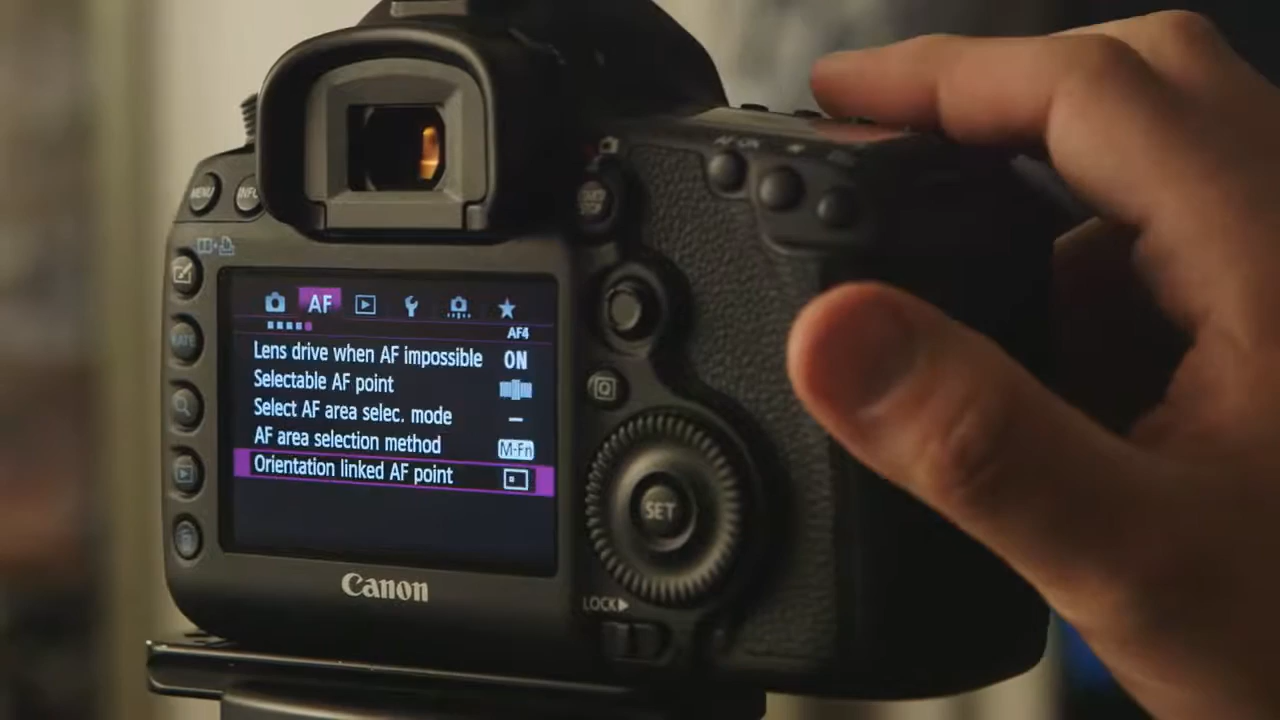 MENU
INFO
AF
AF4
Lens drive when AF impossible ON
Selectable AF point
Select AF area selec. mode
AF area selection method M-Fn
Orientation linked AF point
RATE
Q
SET
Canon
LOCK